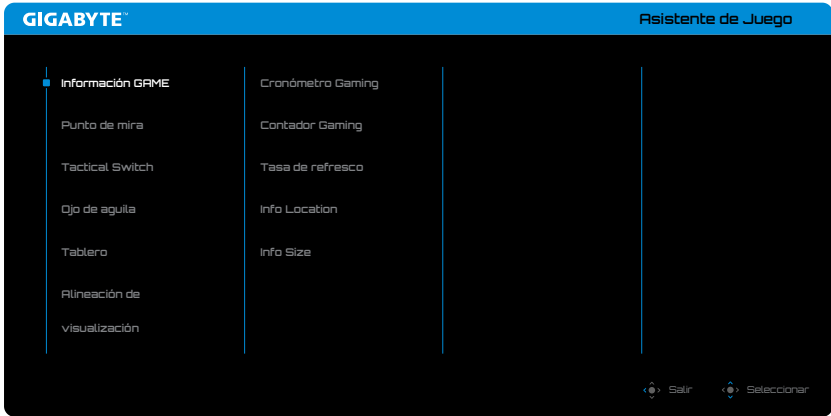 GIGABYTE™
Asistente de Juego
Información GAME
Punto de mira
Tactical Switch
Ojo de aguila
Tablero
Alineación de
visualización
Cronómetro Gaming
Contador Gaming
Tasa de refresco
Info Location
Info Size
Salir
Seleccionar